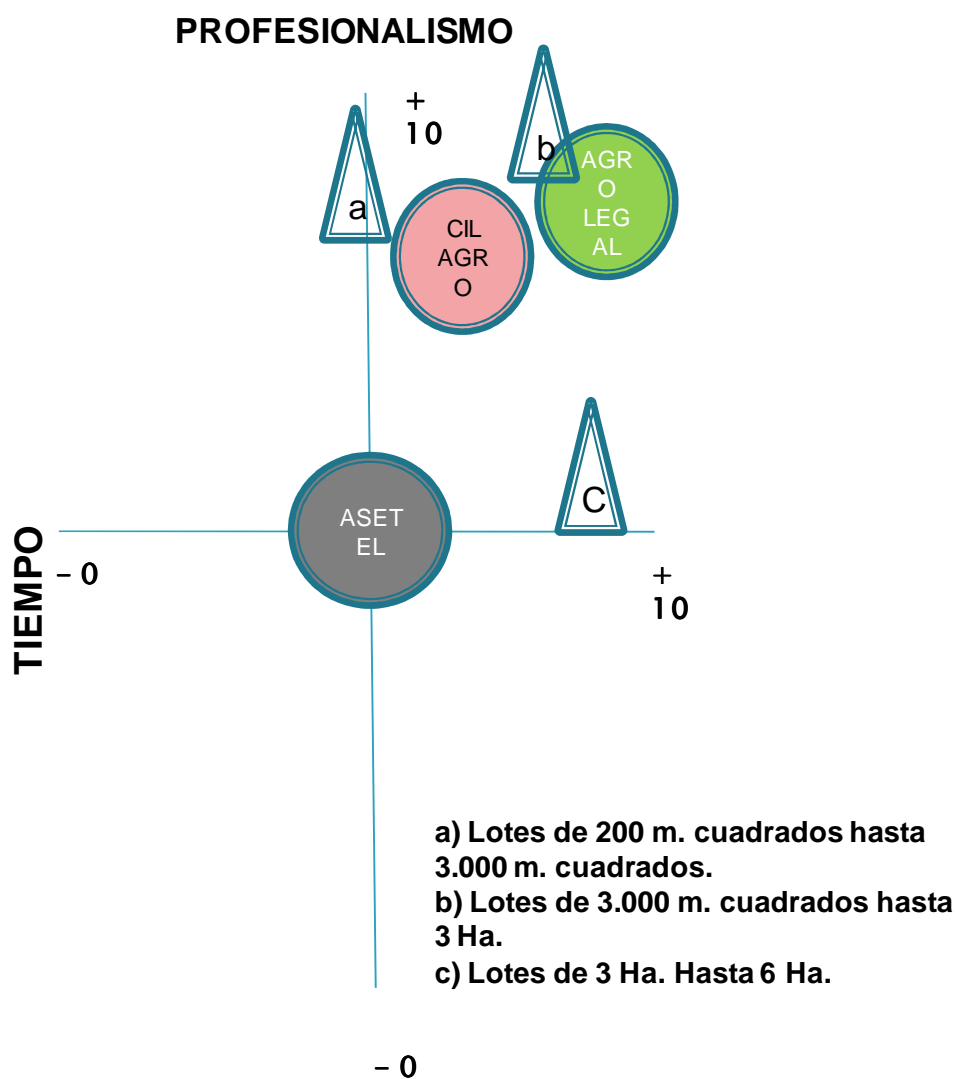 PROFESIONALISMO
+
10
a
b
AGR
O
LEG
AL
CIL
AGR
O
C
ASET
EL
TIEMPO
– 0
+
10
a) Lotes de 200 m. cuadrados hasta
3.000 m. cuadrados.
b) Lotes de 3.000 m. cuadrados hasta
3 Ha.
c) Lotes de 3 Ha. Hasta 6 Ha.
– 0